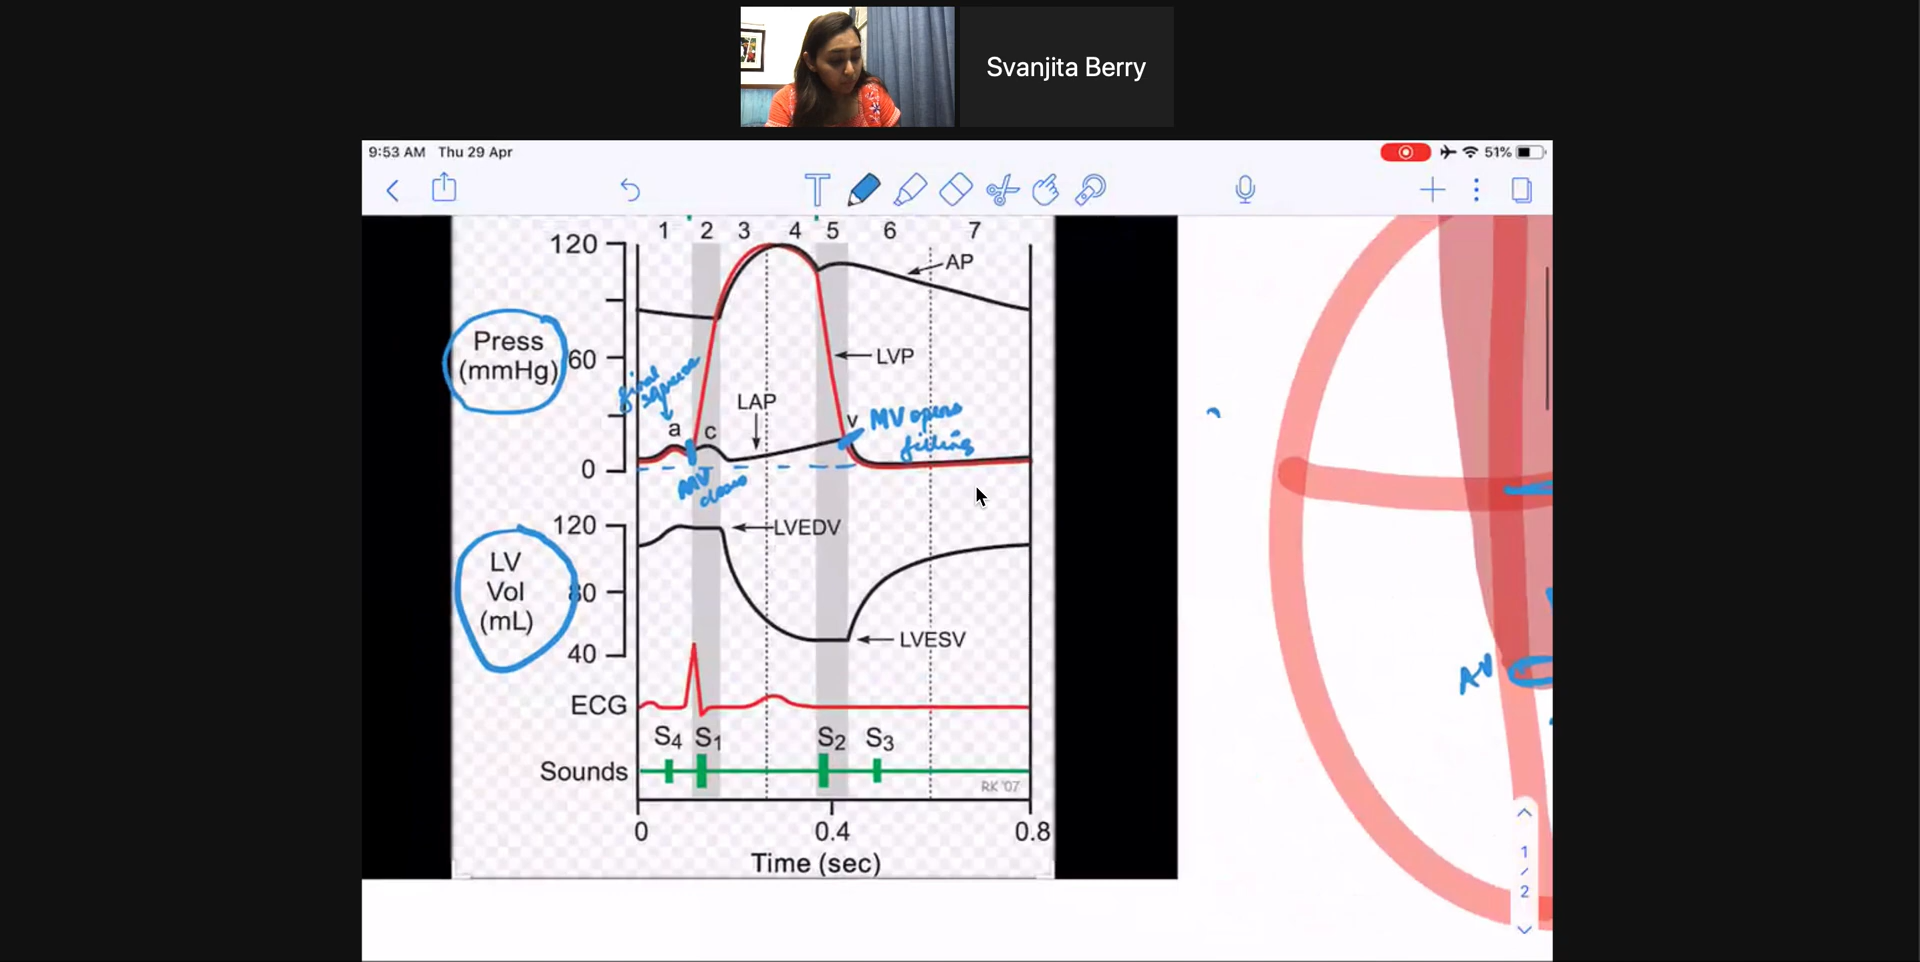 Svanjita Berry
9:53 AM Thu 29 Apr
51%
T
1 2 3 4 5 6 7
120
AP
Press
(mmHg)
60
LVP
final
squeeze
LAP
a
c
v
MV opens
filling
0
MV
closes
120
LVEDV
LV
Vol
(mL)
80
40
LVESV
ECG
S4 S1 S2 S3
Sounds
RK '07
0 0.4 0.8
Time (sec)
AV
1
/
2